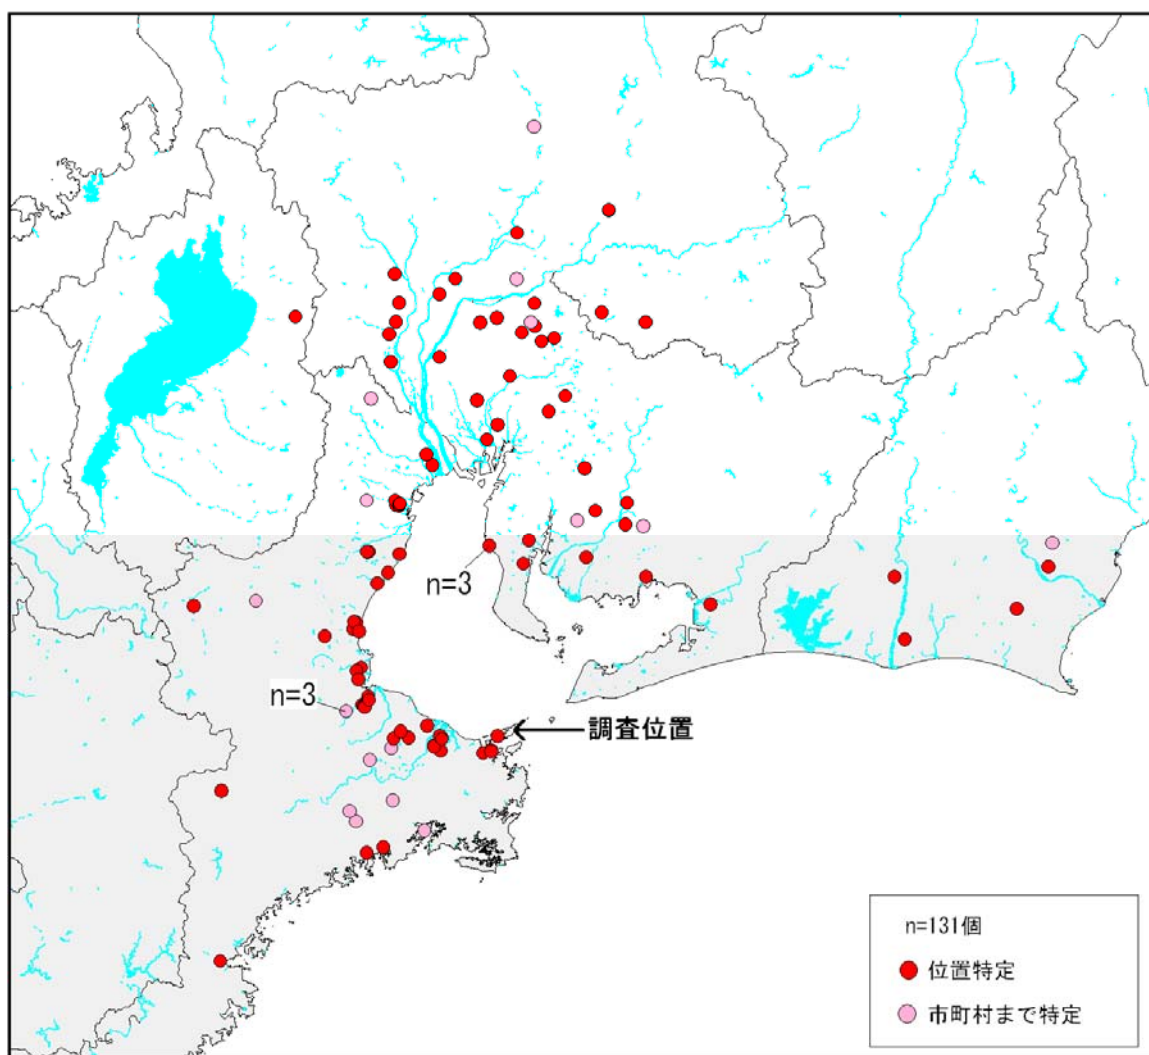 n=3
n=3
調査位置
n=131個
位置特定
市町村まで特定